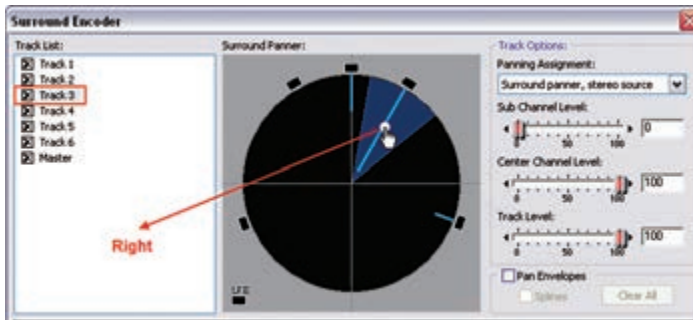 Surround Encoder
Track List:
Track 1
Track 2
Track 3
Track 4
Track 5
Track 6
Master
Surround Panner:
Right
LFE
Track Options:
Panning Assignment:
Surround panner, stereo source
Sub Channel Level:
0
0 50 100
Center Channel Level:
100
0 50 100
Track Level:
100
0 50 100
Pan Envelopes
Splines
Clear All